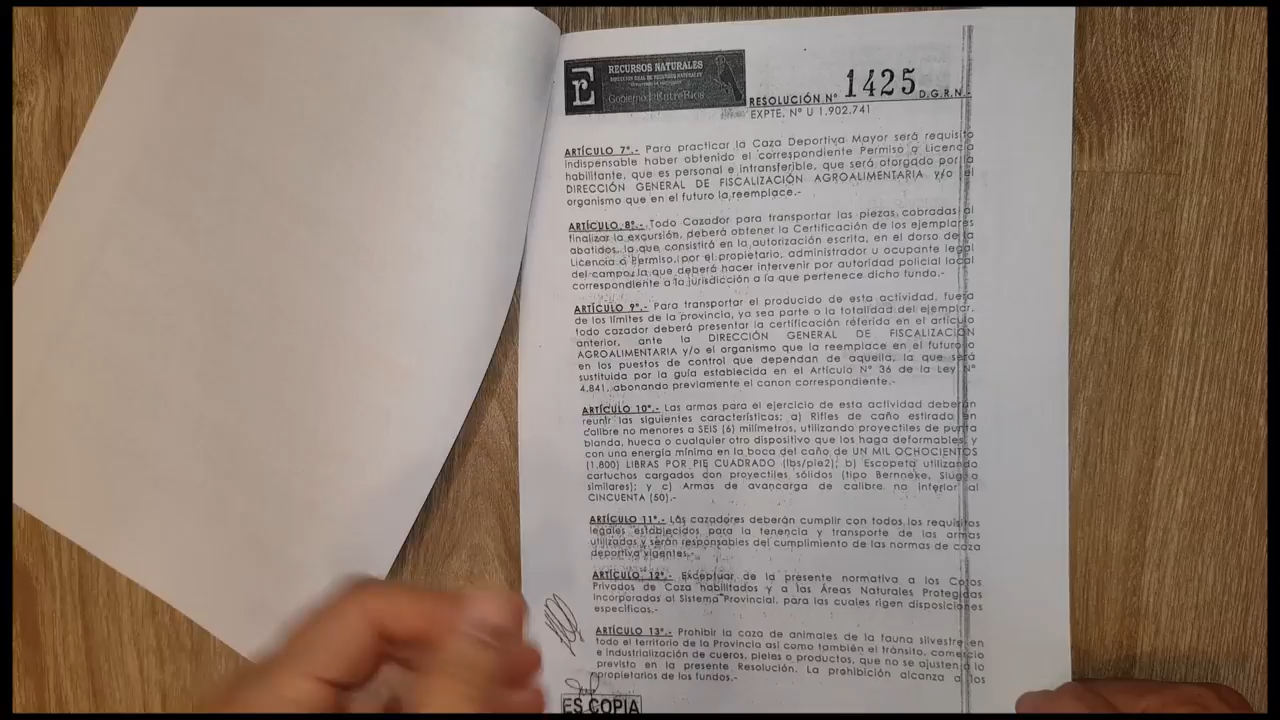 RECURSOS NATURALES
DIRECCIÓN GRAL DE RECURSOS NATURALES
Gobierno de Entre Ríos
RESOLUCIÓN Nº 1425 D.G.R.N.-
EXPTE. Nº U 1.902.741
ARTÍCULO 7º.- Para practicar la Caza Deportiva Mayor será requisito
indispensable haber obtenido el correspondiente Permiso o Licencia
habilitante, que es personal e intransferible, que será otorgado por la
DIRECCIÓN GENERAL DE FISCALIZACIÓN AGROALIMENTARIA y/o el
organismo que en el futuro la reemplace.-
ARTÍCULO 8º.- Todo Cazador para transportar las piezas cobradas al
finalizar la excursión, deberá obtener la Certificación de los ejemplares
abatidos, la que consistirá en la autorización escrita, en el dorso de la
Licencia o Permiso, por el propietario, administrador u ocupante legal
del campo, la que deberá hacer intervenir por autoridad policial local
correspondiente a la jurisdicción a la que pertenece dicho fundo.-
ARTÍCULO 9º.- Para transportar el producido de esta actividad, fuera
de los límites de la provincia, ya sea parte o la totalidad del ejemplar,
todo cazador deberá presentar la certificación referida en el artículo
anterior, ante la DIRECCIÓN GENERAL DE FISCALIZACIÓN
AGROALIMENTARIA y/o el organismo que la reemplace en el futuro o
en los puestos de control que dependan de aquella, la que será
sustituida por la guía establecida en el Artículo Nº 36 de la Ley Nº
4.841, abonando previamente el canon correspondiente.-
ARTÍCULO 10º.- Las armas para el ejercicio de esta actividad deberán
reunir las siguientes características: a) Rifles de caño estirado en
calibre no menores a SEIS (6) milímetros, utilizando proyectiles de punta
blanda, hueca o cualquier otro dispositivo que los haga deformables, y
con una energía mínima en la boca del caño de UN MIL OCHOCIENTOS
(1.800) LIBRAS POR PIE CUADRADO (lbs/pie2); b) Escopeta utilizando
cartuchos cargados con proyectiles sólidos (tipo Bernneke, Slug o
similares); y c) Armas de avancarga de calibre no inferior al
CINCUENTA (50).-
ARTÍCULO 11º.- Los cazadores deberán cumplir con todos los requisitos
legales establecidos para la tenencia y transporte de las armas
utilizadas y serán responsables del cumplimiento de las normas de caza
deportiva vigentes.-
ARTÍCULO 12º.- Exceptuar de la presente normativa a los Cotos
Privados de Caza habilitados y a las Áreas Naturales Protegidas
Incorporadas al Sistema Provincial, para las cuales rigen disposiciones
específicas.-
ARTÍCULO 13º.- Prohibir la caza de animales de la fauna silvestre en
todo el territorio de la Provincia así como también el tránsito, comercio
e industrialización de cueros, pieles o productos, que no se ajusten a lo
previsto en la presente Resolución. La prohibición alcanza a los
propietarios de los fundos.-
ES COPIA